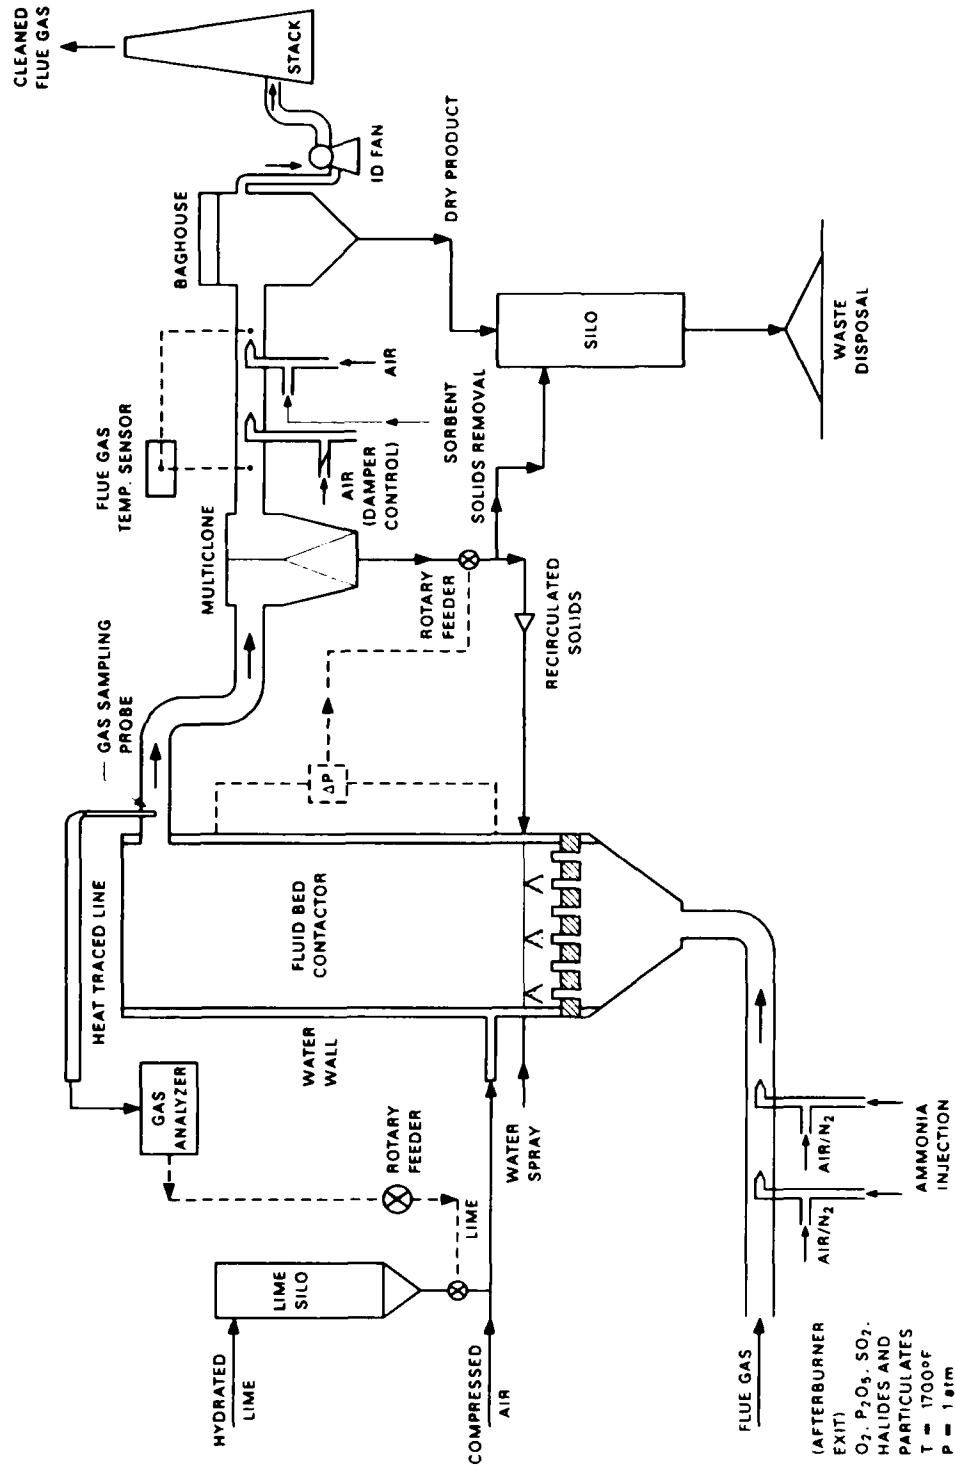 CLEANED
FLUE GAS
STACK
ID FAN
BAGHOUSE
DRY PRODUCT
FLUE GAS
TEMP. SENSOR
AIR
SORBENT
AIR
(DAMPER
CONTROL)
SILO
WASTE
DISPOSAL
SOLIDS REMOVAL
MULTICLONE
ROTARY
FEEDER
RECIRCULATED
SOLIDS
GAS SAMPLING
PROBE
ΔP
HEAT TRACED LINE
FLUID BED
CONTACTOR
WATER
WALL
GAS
ANALYZER
ROTARY
FEEDER
LIME
WATER
SPRAY
LIME
SILO
HYDRATED
LIME
COMPRESSED
AIR
AIR/N2
AIR/N2
AMMONIA
INJECTION
FLUE GAS
(AFTERBURNER
EXIT)
O2, P2O5, SO2,
HALIDES AND
PARTICULATES
T = 1700°F
P = 1 atm